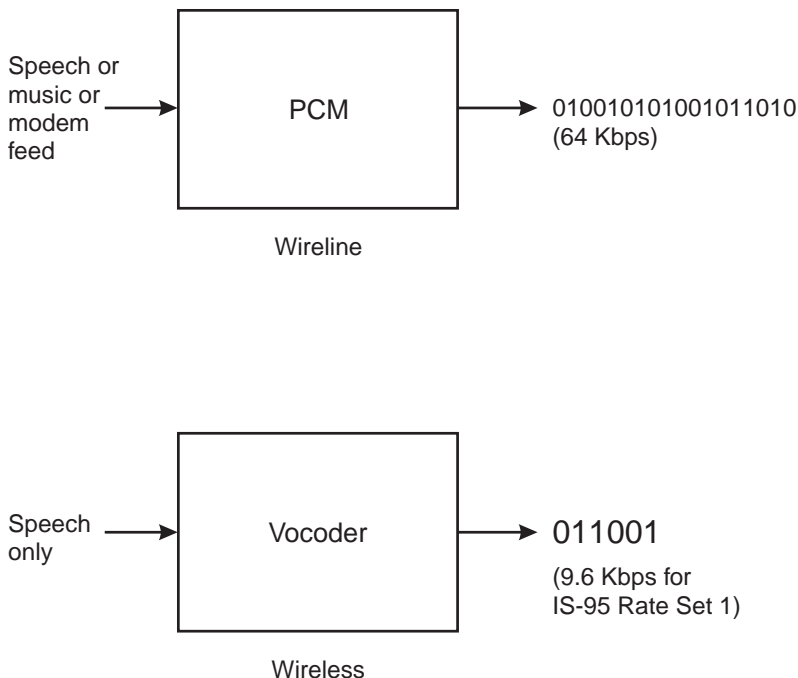 Speech or
music or
modem
feed
PCM
010010101001011010
(64 Kbps)
Wireline
Speech
only
Vocoder
011001
(9.6 Kbps for
IS-95 Rate Set 1)
Wireless